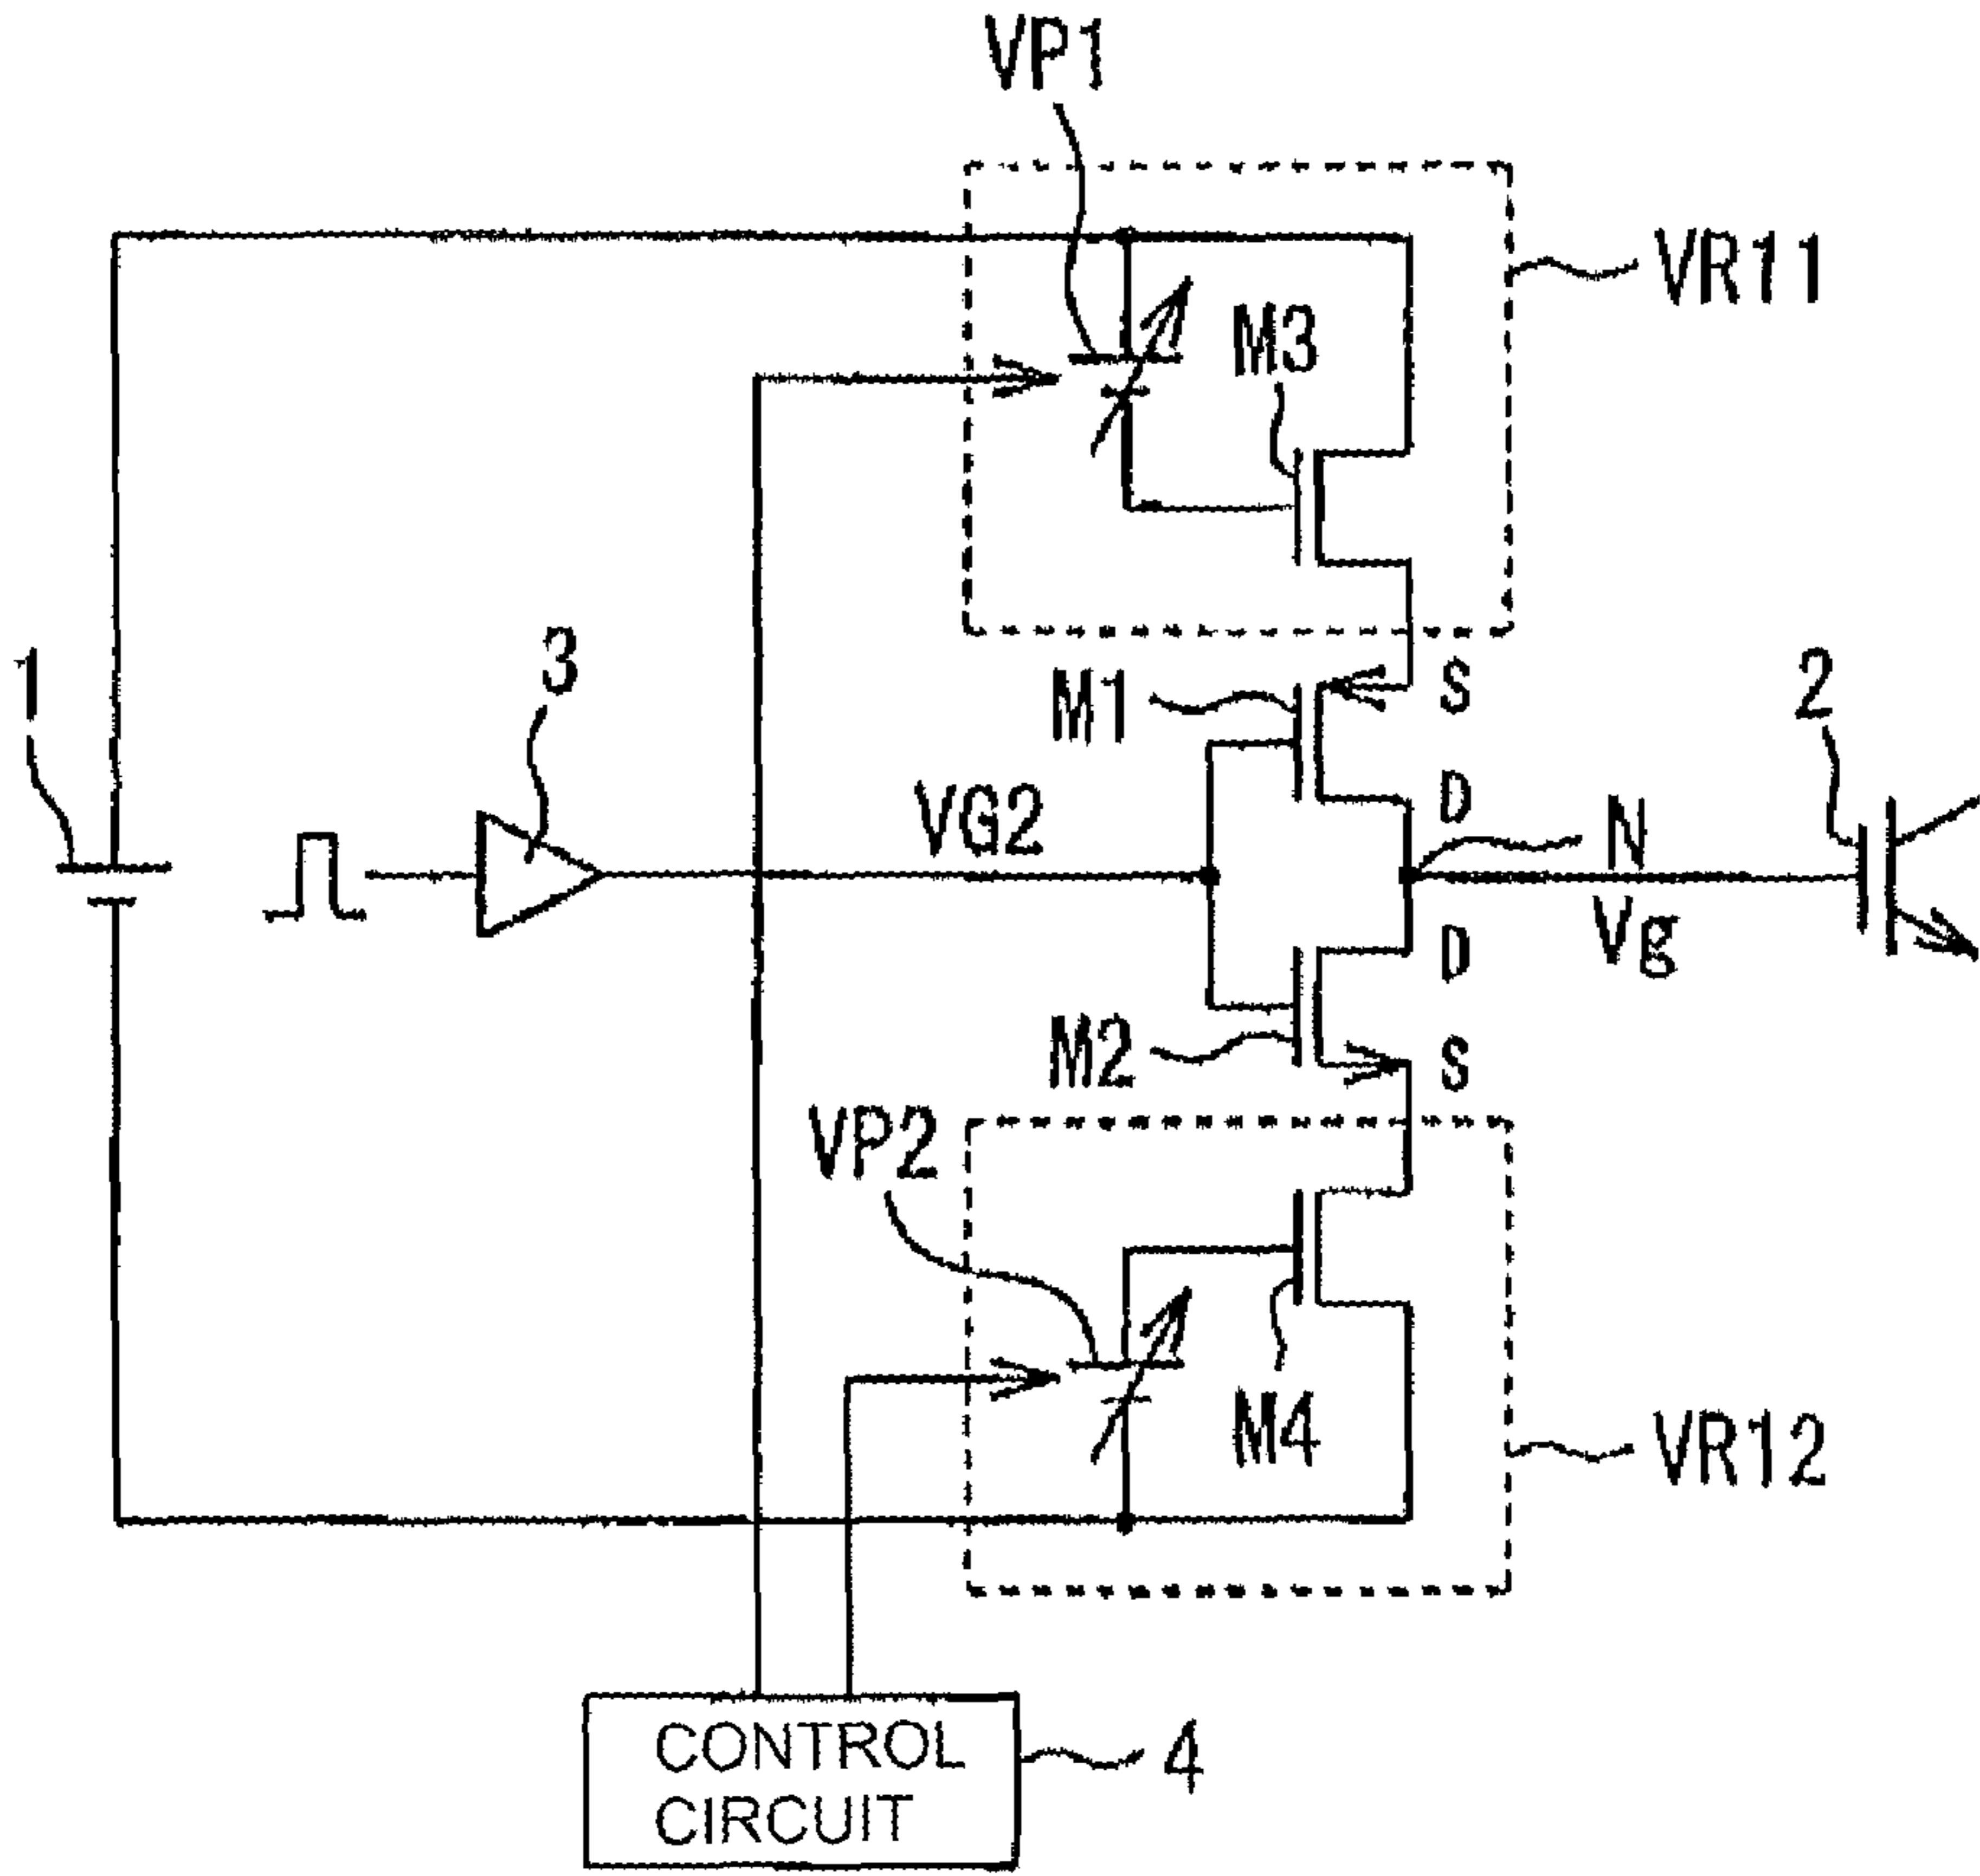 VP1
VR11
M3
1
3
M1
S
2
VG2
D
N
Vg
D
M2
S
VP2
M4
VR12
CONTROL
CIRCUIT
4